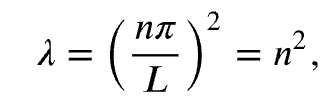 λ = (nπ/L)² = n²,